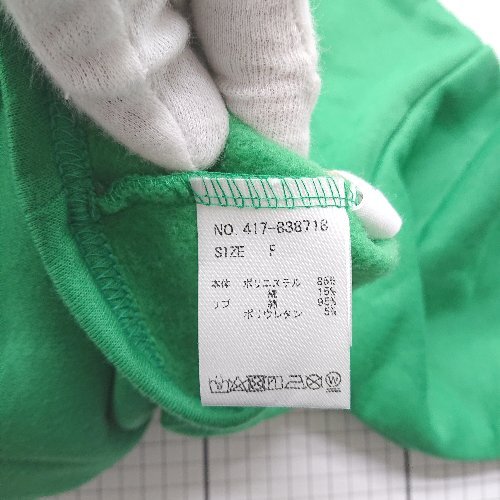 NO. 417-838718
SIZE F
本体 ポリエステル 85%
綿 15%
リブ 綿 95%
ポリウレタン 5%